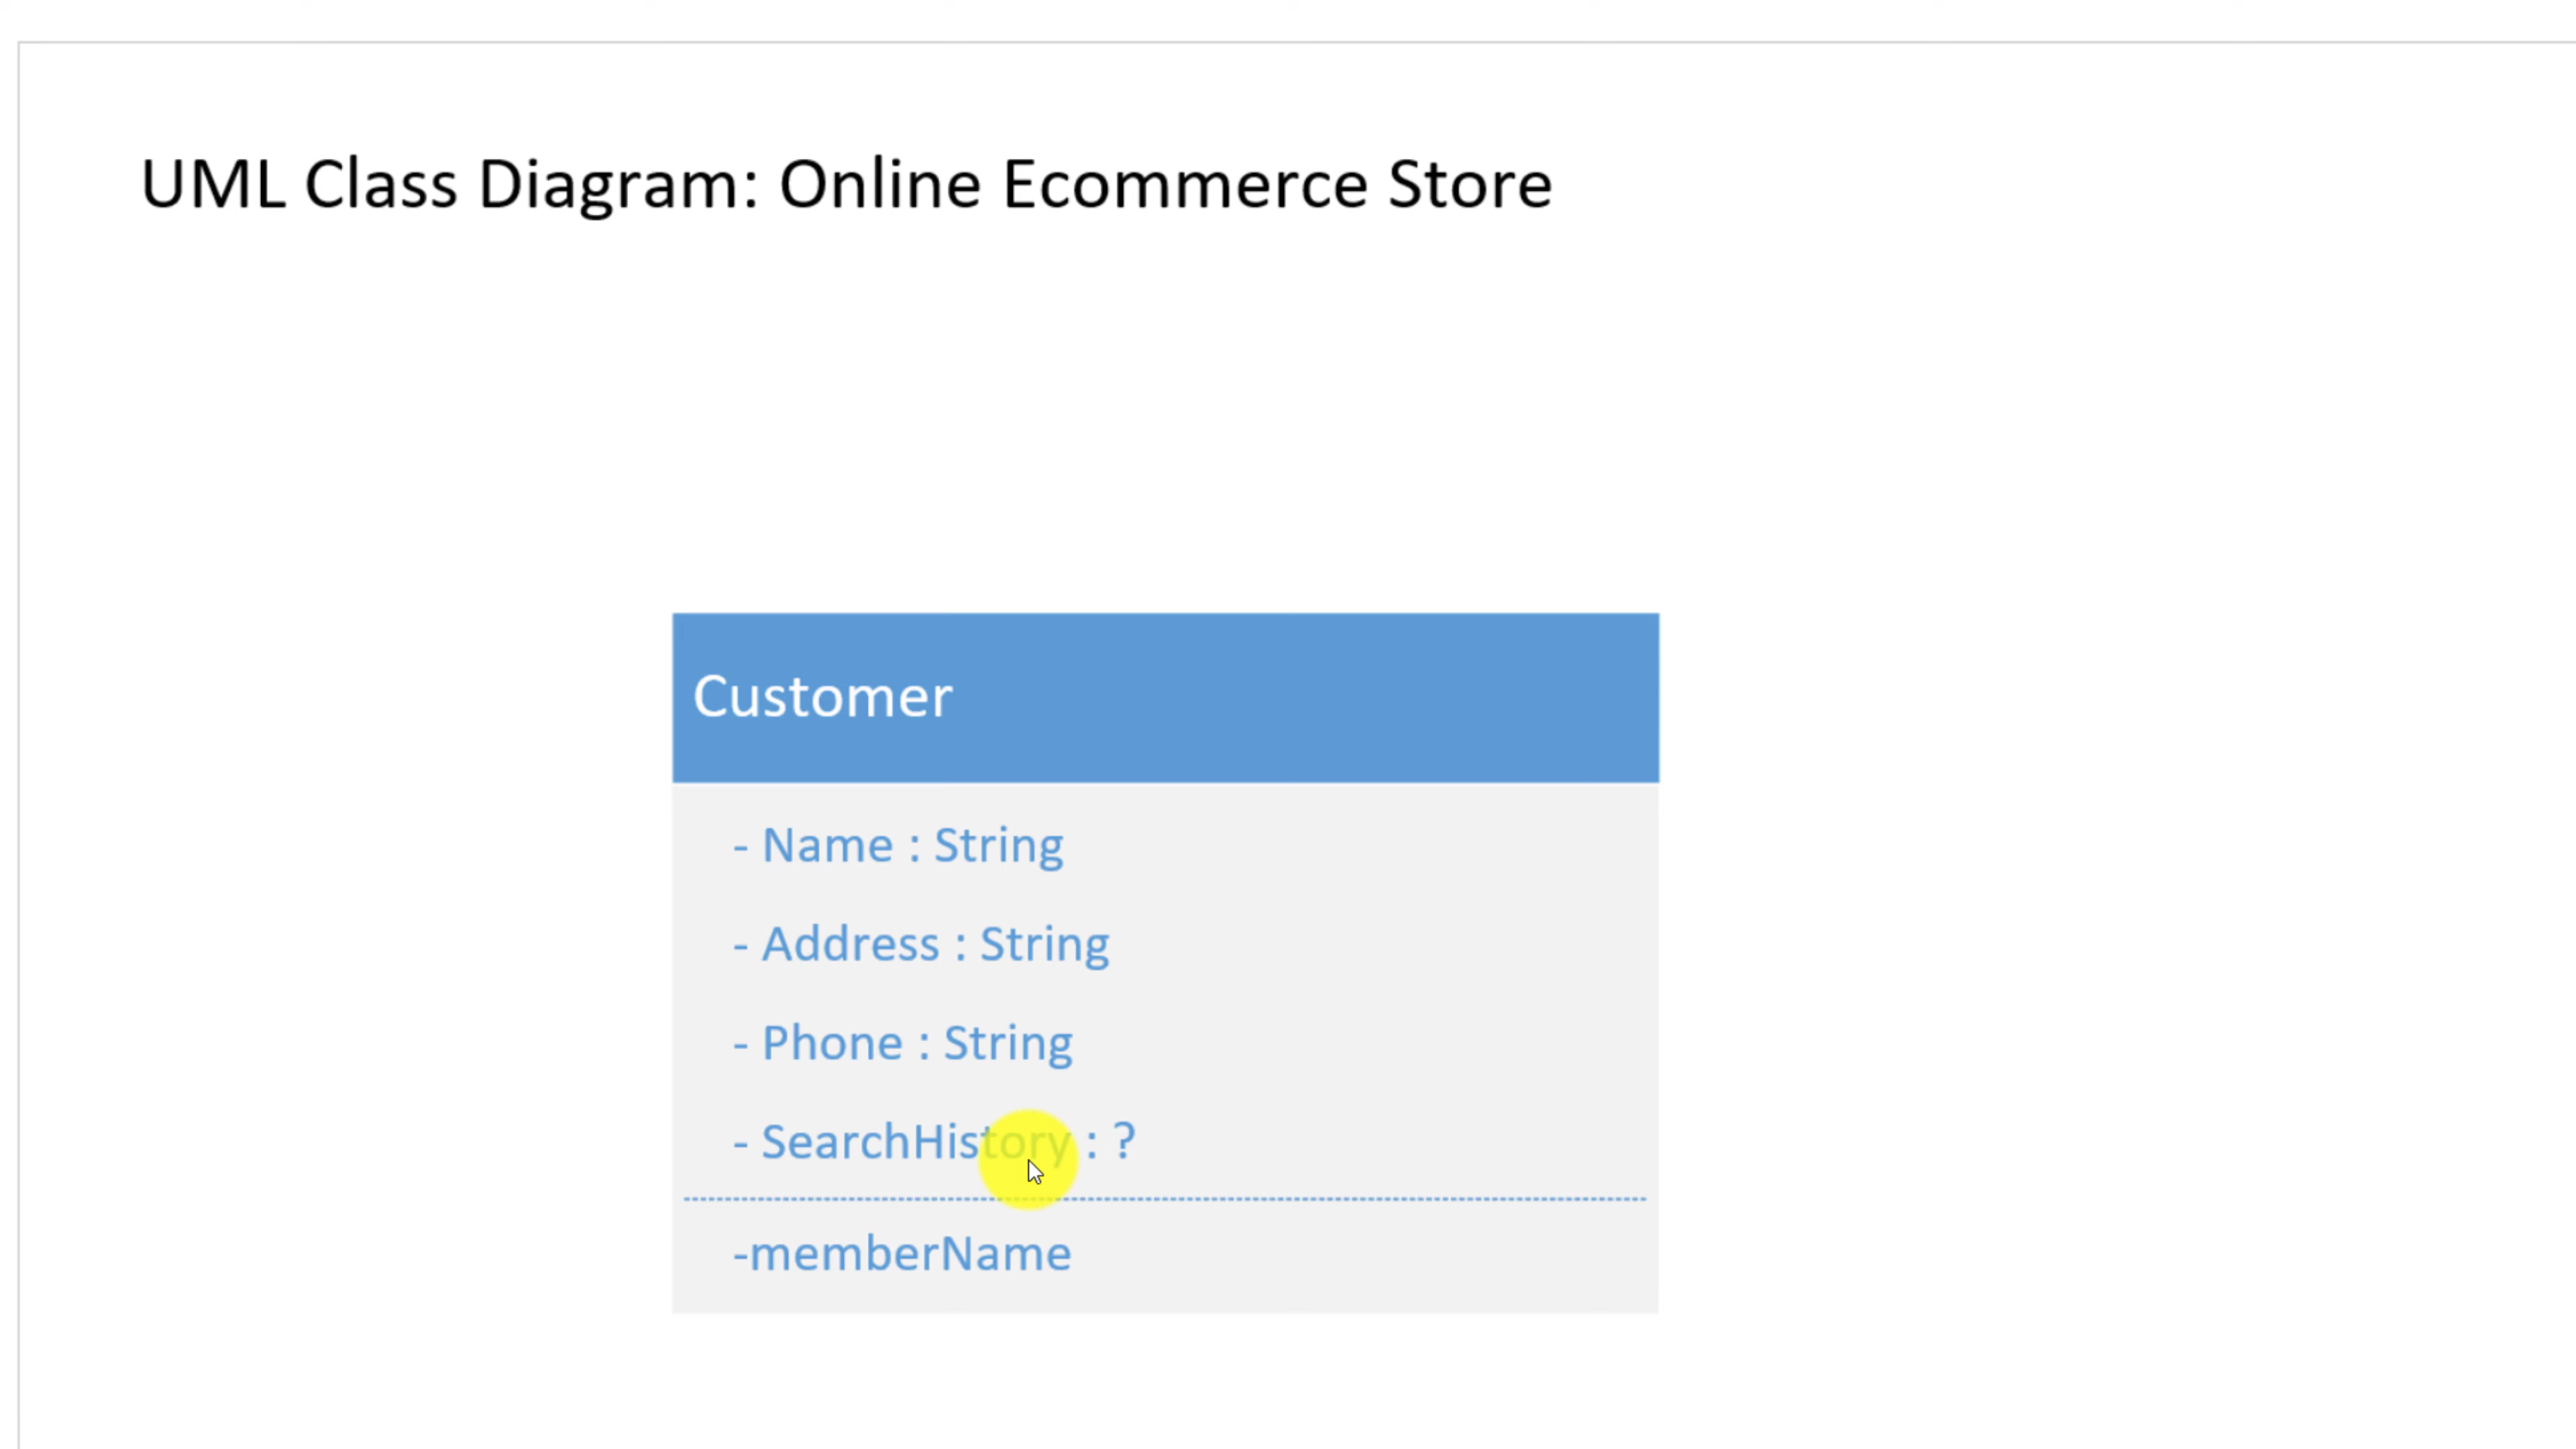 UML Class Diagram: Online Ecommerce Store
Customer
- Name : String
- Address : String
- Phone : String
- SearchHistory : ?
-memberName